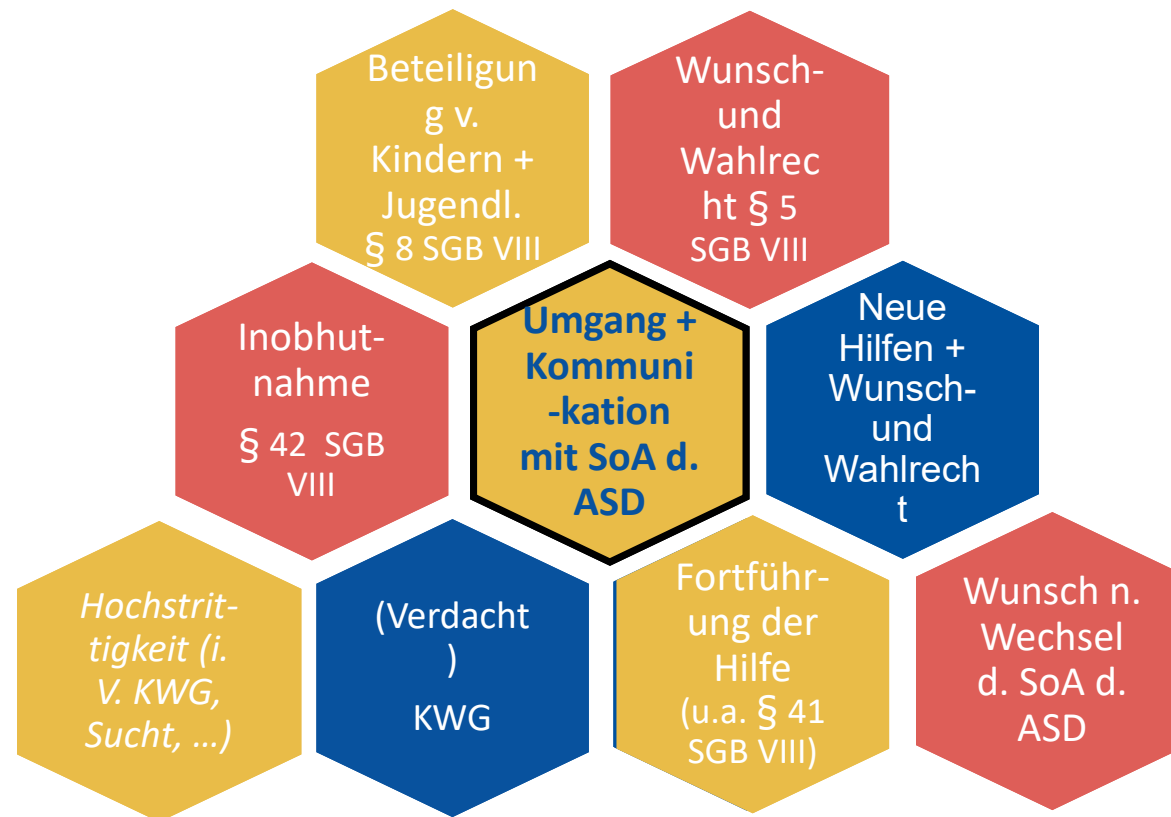 Beteiligun
g v.
Kindern +
Jugendl.
§ 8 SGB VIII
Wunsch-
und
Wahlrec
ht § 5
SGB VIII
Inobhut-
nahme
§ 42 SGB
VIII
Umgang +
Kommuni
-kation
mit SoA d.
ASD
Neue
Hilfen +
Wunsch-
und
Wahlrech
t
Hochstrit-
tigkeit (i.
V. KWG,
Sucht, ...)
(Verdacht
)
KWG
Fortführ-
ung der
Hilfe
(u.a. § 41
SGB VIII)
Wunsch n.
Wechsel
d. SoA d.
ASD